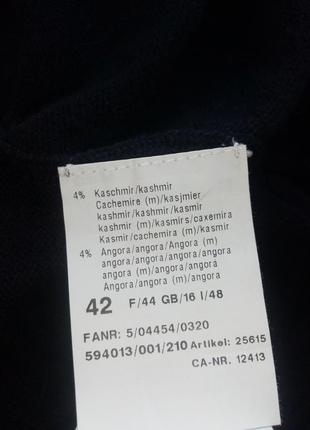 4% Kaschmir/kashmir
Cachemire (m)/kasjmier
kashmir/kashmir/kasmir
kashmir (m)/kasmirs/caxemira
Kasmir/cachemira (m)/kasmir
4% Angora/angora/Angora (m)
angora/angora/angora/angora
angora (m)/angora/angora
Angora/angora (m)/angora
42 F/44 GB/16 I/48
FANR: 5/04454/0320
594013/001/210 Artikel: 25615
CA-NR. 12413